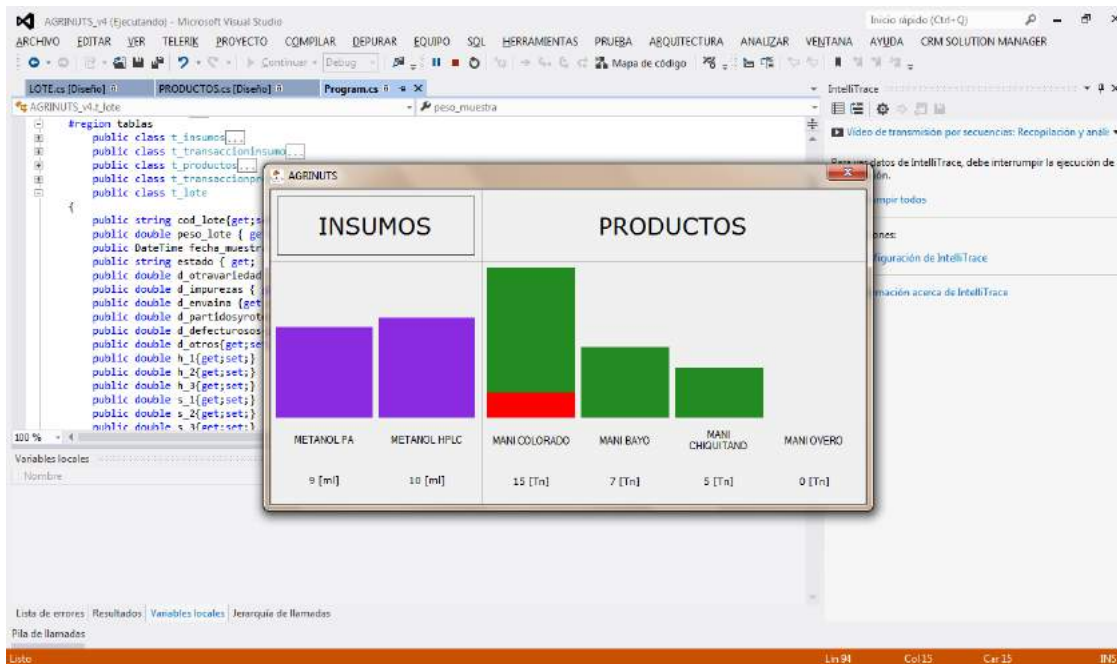 AGRINUTS_v4 (Ejecutando) - Microsoft Visual Studio
Inicio rápido (Ctrl+Q)
ARCHIVO EDITAR VER TELERIK PROYECTO COMPILAR DEPURAR EQUIPO SQL HERRAMIENTAS PRUEBA ARQUITECTURA ANALIZAR VENTANA AYUDA CRM SOLUTION MANAGER
Continuar Debug Mapa de código
LOTE.cs [Diseño] PRODUCTOS.cs [Diseño] Program.cs
AGRINUTS_v4.t_lote
peso_muestra
#region tablas
public class t_insumos...
public class t_transaccioninsumo...
public class t_productos...
public class t_transaccionpr
public class t_lote
{
public string cod_lote{get;s
public double peso_lote { ge
public DateTime fecha_muestr
public string estado { get;
public double d_otravariedad
public double d_impurezas {
public double d_envaina {get
public double d_partidosyrot
public double d_defectuosos
public double d_otros{get;se
public double h_1{get;set;}
public double h_2{get;set;}
public double h_3{get;set;}
public double s_1{get;set;}
public double s_2{get;set;}
public double s_3{get;set;}
100 %
Variables locales
Nombre
AGRINUTS
INSUMOS
PRODUCTOS
METANOL PA
METANOL HPLC
MANI COLORADO
MANI BAYO
MANI CHIQUITANO
MANI OVERO
9 [ml]
10 [ml]
15 [Tn]
7 [Tn]
5 [Tn]
0 [Tn]
IntelliTrace
Vídeo de transmisión por secuencias: Recopilación y análi
datos de IntelliTrace, debe interrumpir la ejecución de
ón.
mpir todos
ones:
figuración de IntelliTrace
mación acerca de IntelliTrace
Lista de errores Resultados Variables locales Jerarquía de llamadas
Pila de llamadas
Listo
Lín 94 Col 15 Car 15 INS